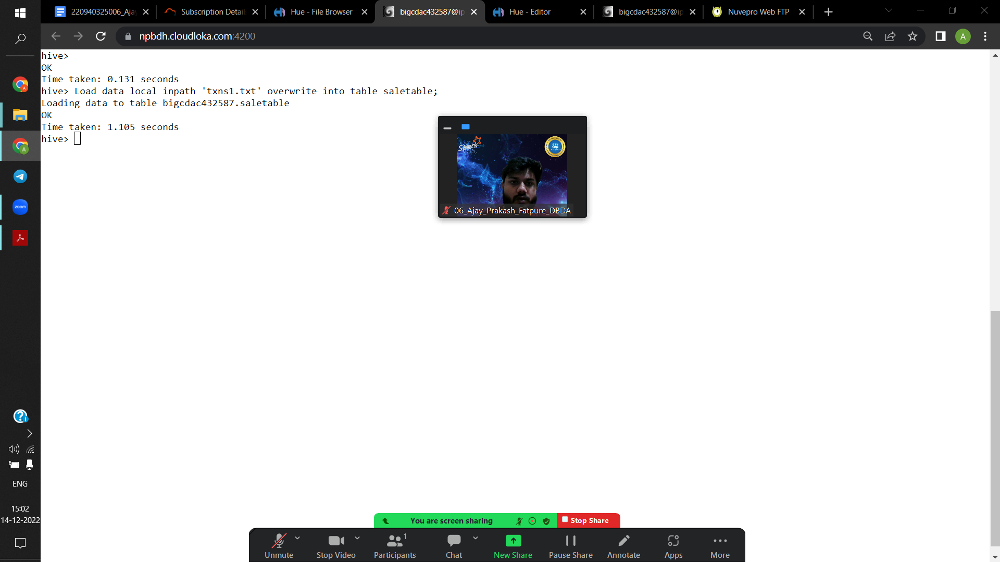 220940325006_Aja
Subscription Detail
Hue - File Browser
bigcdac432587@ip
Hue - Editor
bigcdac432587@ip
Nuvepro Web FTP
npbdh.cloudloka.com:4200
A
hive>
OK
Time taken: 0.131 seconds
hive> Load data local inpath 'txns1.txt' overwrite into table saletable;
Loading data to table bigcdac432587.saletable
OK
Time taken: 1.105 seconds
hive>
Spark
06_Ajay_Prakash_Fatpure_DBDA
zoom
ENG
15:02
14-12-2022
You are screen sharing
Stop Share
1
Unmute
Stop Video
Participants
Chat
New Share
Pause Share
Annotate
Apps
More